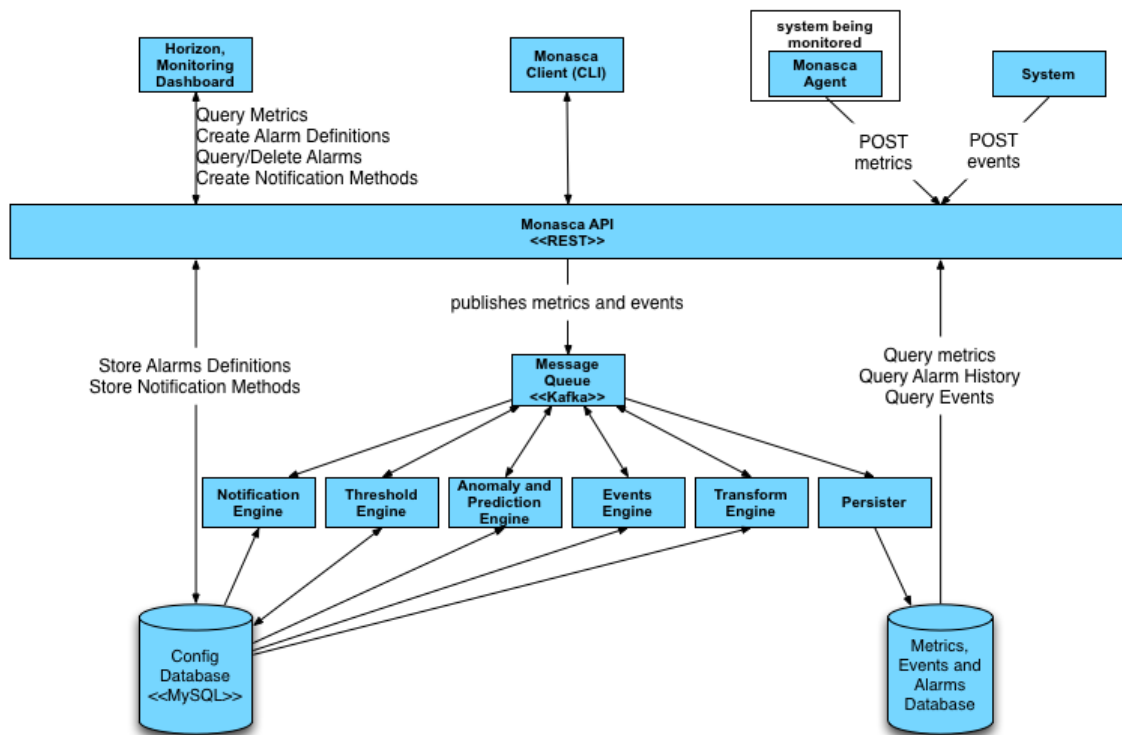 Horizon,
Monitoring
Dashboard
Monasca
Client (CLI)
system being
monitored
Monasca
Agent
System
Query Metrics
Create Alarm Definitions
Query/Delete Alarms
Create Notification Methods
POST
metrics
POST
events
Monasca API
<<REST>>
publishes metrics and events
Store Alarms Definitions
Store Notification Methods
Message
Queue
<<Kafka>>
Query metrics
Query Alarm History
Query Events
Notification
Engine
Threshold
Engine
Anomaly and
Prediction
Engine
Events
Engine
Transform
Engine
Persister
Config
Database
<<MySQL>>
Metrics,
Events and
Alarms
Database